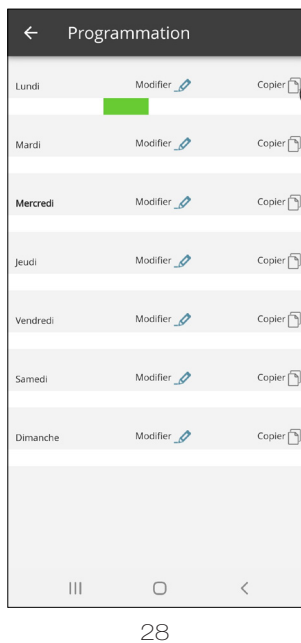 Programmation
Lundi Modifier Copier
Mardi Modifier Copier
Mercredi Modifier Copier
Jeudi Modifier Copier
Vendredi Modifier Copier
Samedi Modifier Copier
Dimanche Modifier Copier
28